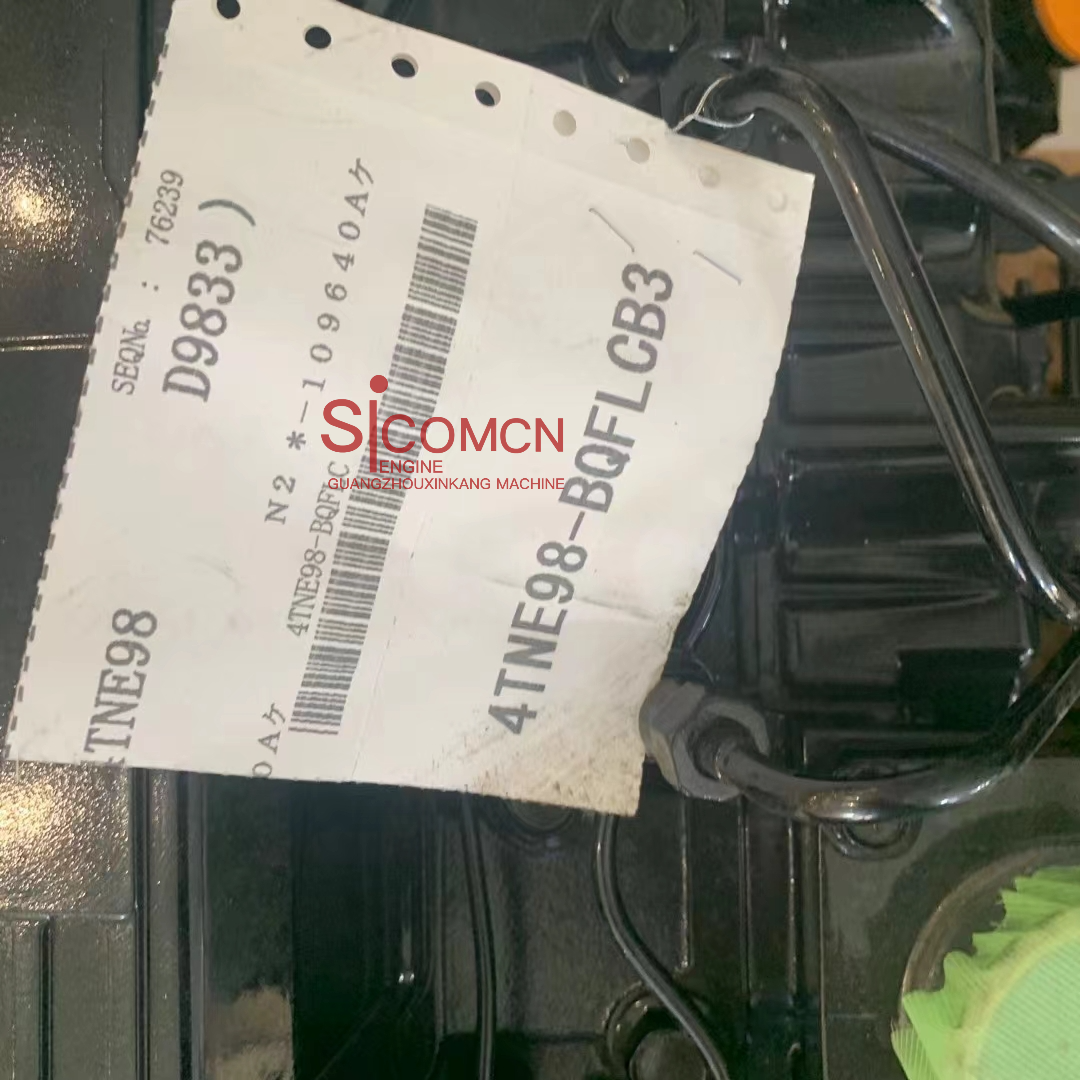 SEQNo. : 76239
4TNE98
D9833)
N2 *-109640Aケ
0Aケ
4TNE98-BQFLC
4TNE98-BQFLCB3
SiCOMCN
ENGINE
GUANGZHOUXINKANG MACHINE